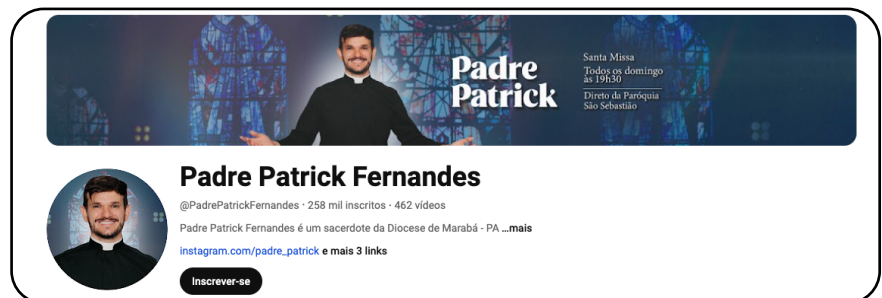 Padre
Patrick
Santa Missa
Todos os domingo
às 19h30
Direto da Paróquia
São Sebastião
Padre Patrick Fernandes
@PadrePatrickFernandes · 258 mil inscritos · 462 vídeos
Padre Patrick Fernandes é um sacerdote da Diocese de Marabá - PA ...mais
instagram.com/padre_patrick e mais 3 links
Inscrever-se